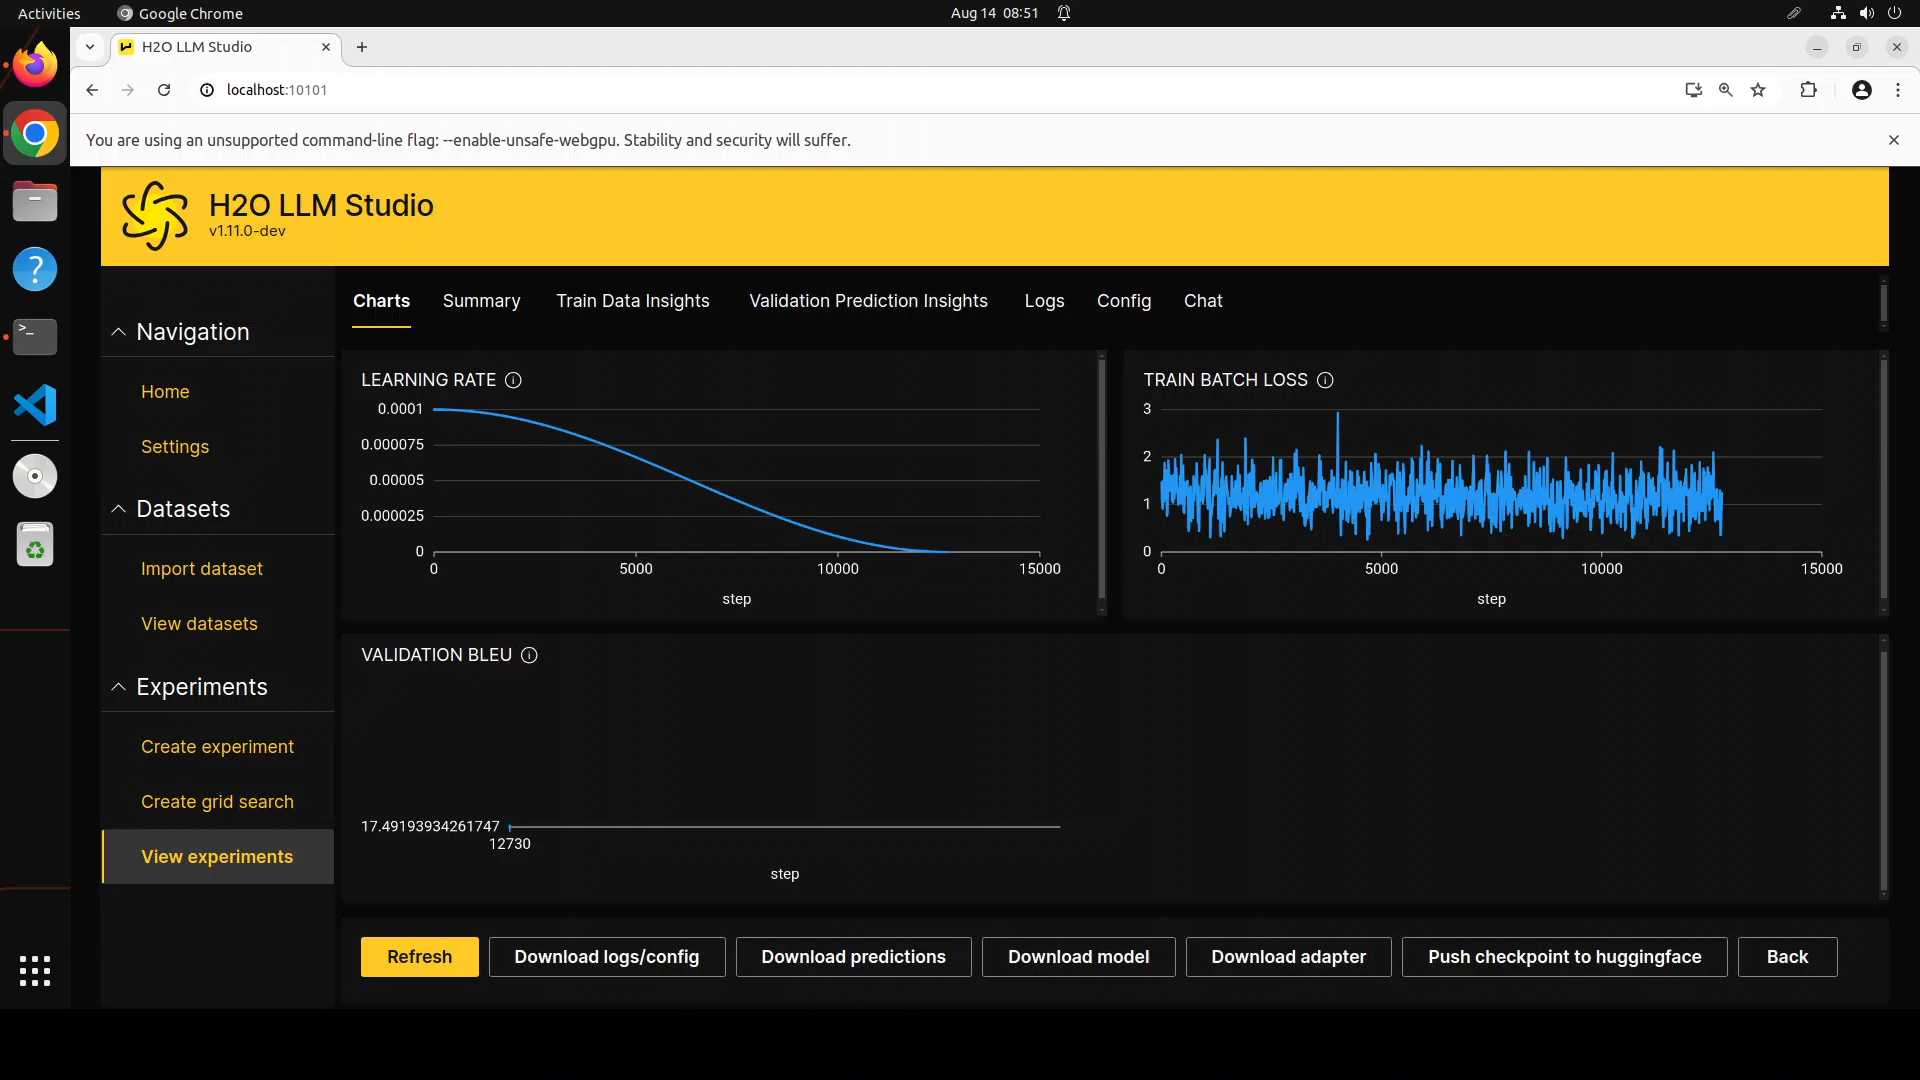 Activities
Google Chrome
Aug 14 08:51
H2O LLM Studio
localhost:10101
You are using an unsupported command-line flag: --enable-unsafe-webgpu. Stability and security will suffer.
H2O LLM Studio
v1.11.0-dev
Navigation
Home
Settings
Datasets
Import dataset
View datasets
Experiments
Create experiment
Create grid search
View experiments
Charts Summary Train Data Insights Validation Prediction Insights Logs Config Chat
LEARNING RATE
0.0001
0.000075
0.00005
0.000025
0
0 5000 10000 15000
step
TRAIN BATCH LOSS
3
2
1
0
0 5000 10000 15000
step
VALIDATION BLEU
17.49193934261747
12730
step
Refresh Download logs/config Download predictions Download model Download adapter Push checkpoint to huggingface Back